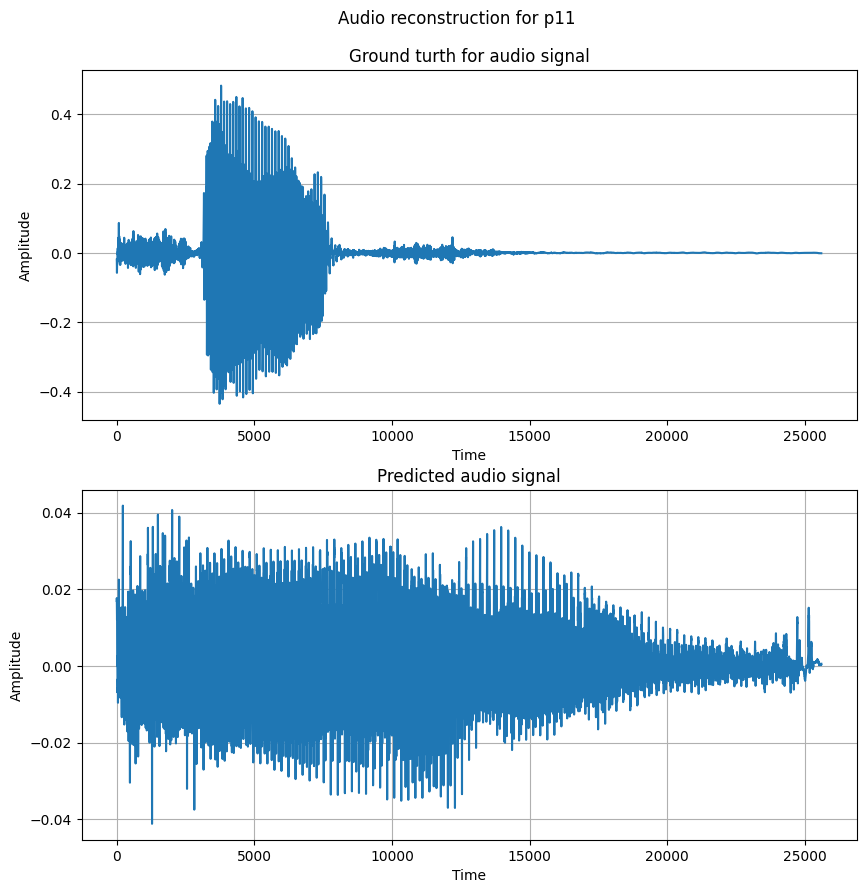 Audio reconstruction for p11
Ground turth for audio signal
0.4
0.2
0.0
−0.2
−0.4
Amplitude
0 5000 10000 15000 20000 25000
Time
Predicted audio signal
0.04
0.02
0.00
−0.02
−0.04
Amplitude
0 5000 10000 15000 20000 25000
Time